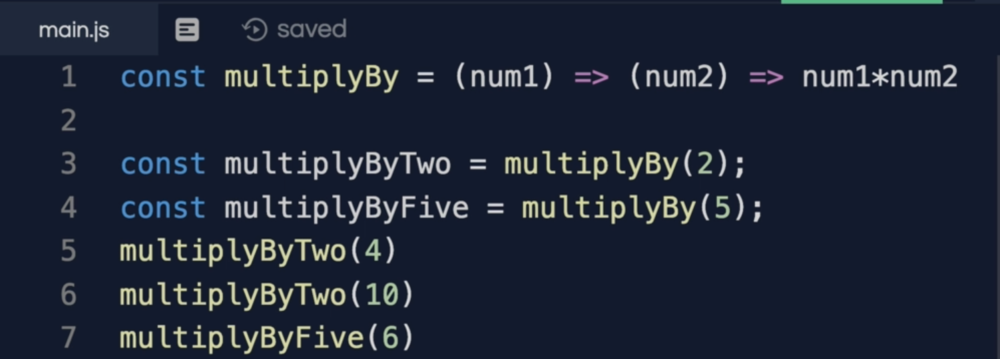 main.js saved
1 const multiplyBy = (num1) => (num2) => num1*num2
2
3 const multiplyByTwo = multiplyBy(2);
4 const multiplyByFive = multiplyBy(5);
5 multiplyByTwo(4)
6 multiplyByTwo(10)
7 multiplyByFive(6)